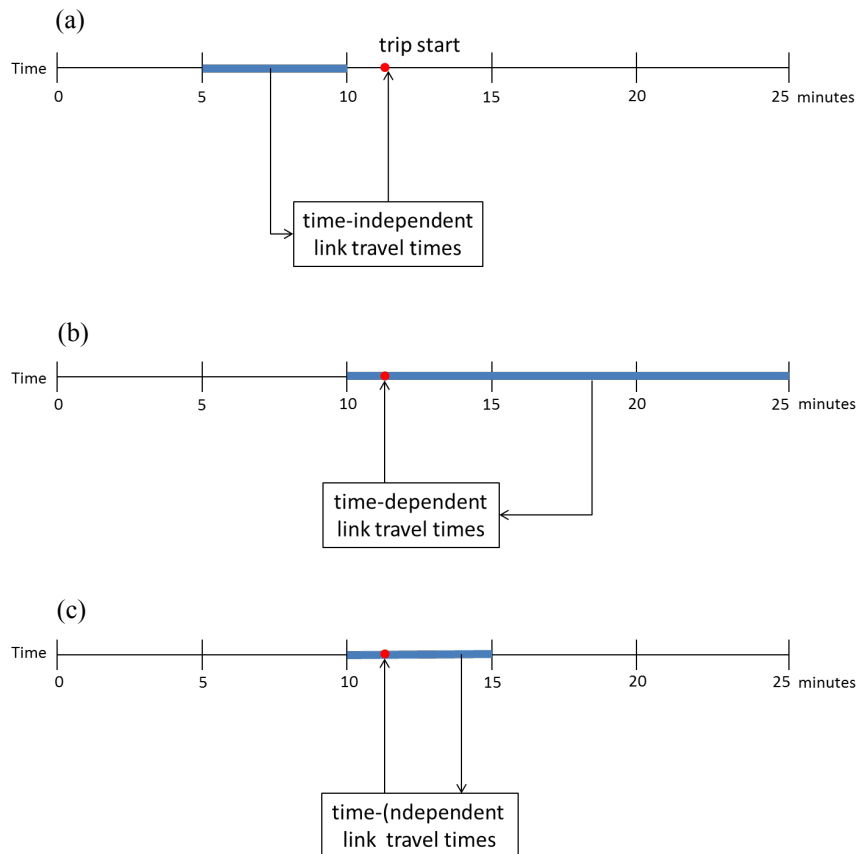 (a)
trip start
Time
0 5 10 15 20 25 minutes
time-independent
link travel times
(b)
Time
0 5 10 15 20 25 minutes
time-dependent
link travel times
(c)
Time
0 5 10 15 20 25 minutes
time-(ndependent
link travel times